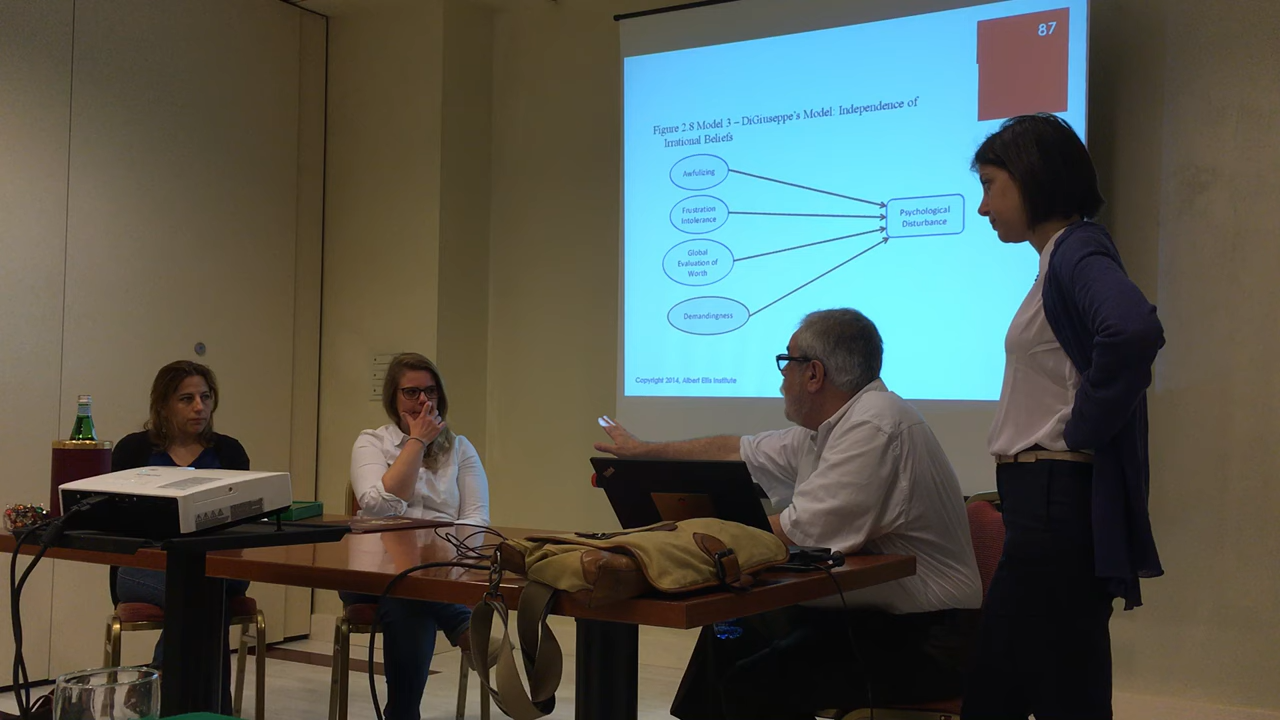 87
Figure 2.8 Model 3 – DiGiuseppe's Model: Independence of
Irrational Beliefs
Awfulizing
Frustration
Intolerance
Global
Evaluation of
Worth
Demandingness
Psychological
Disturbance
Copyright 2014, Albert Ellis Institute